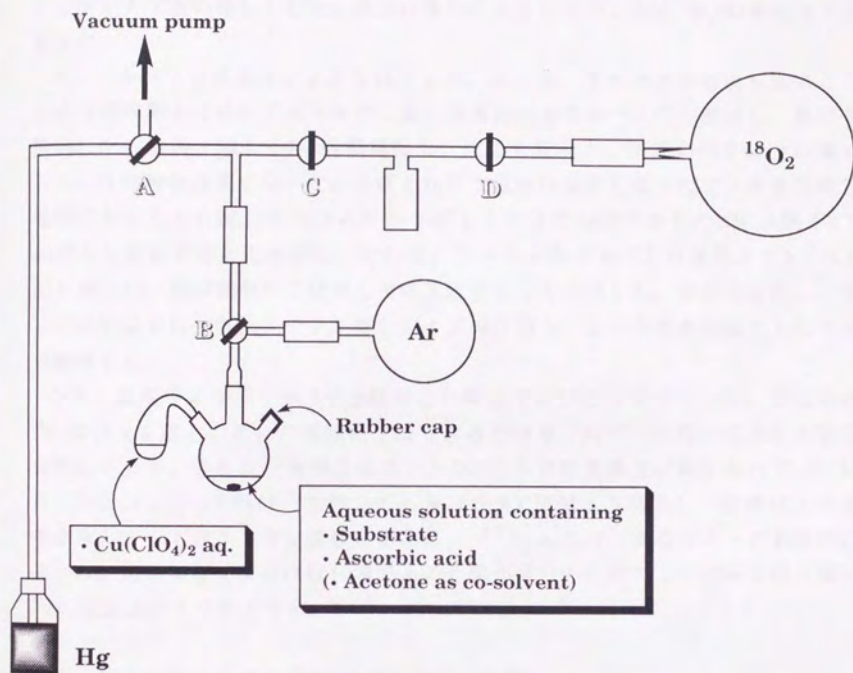 Vacuum pump
A
C
D
¹⁸O₂
B
Ar
Rubber cap
Aqueous solution containing
· Substrate
· Ascorbic acid
(· Acetone as co-solvent)
· Cu(ClO₄)₂ aq.
Hg